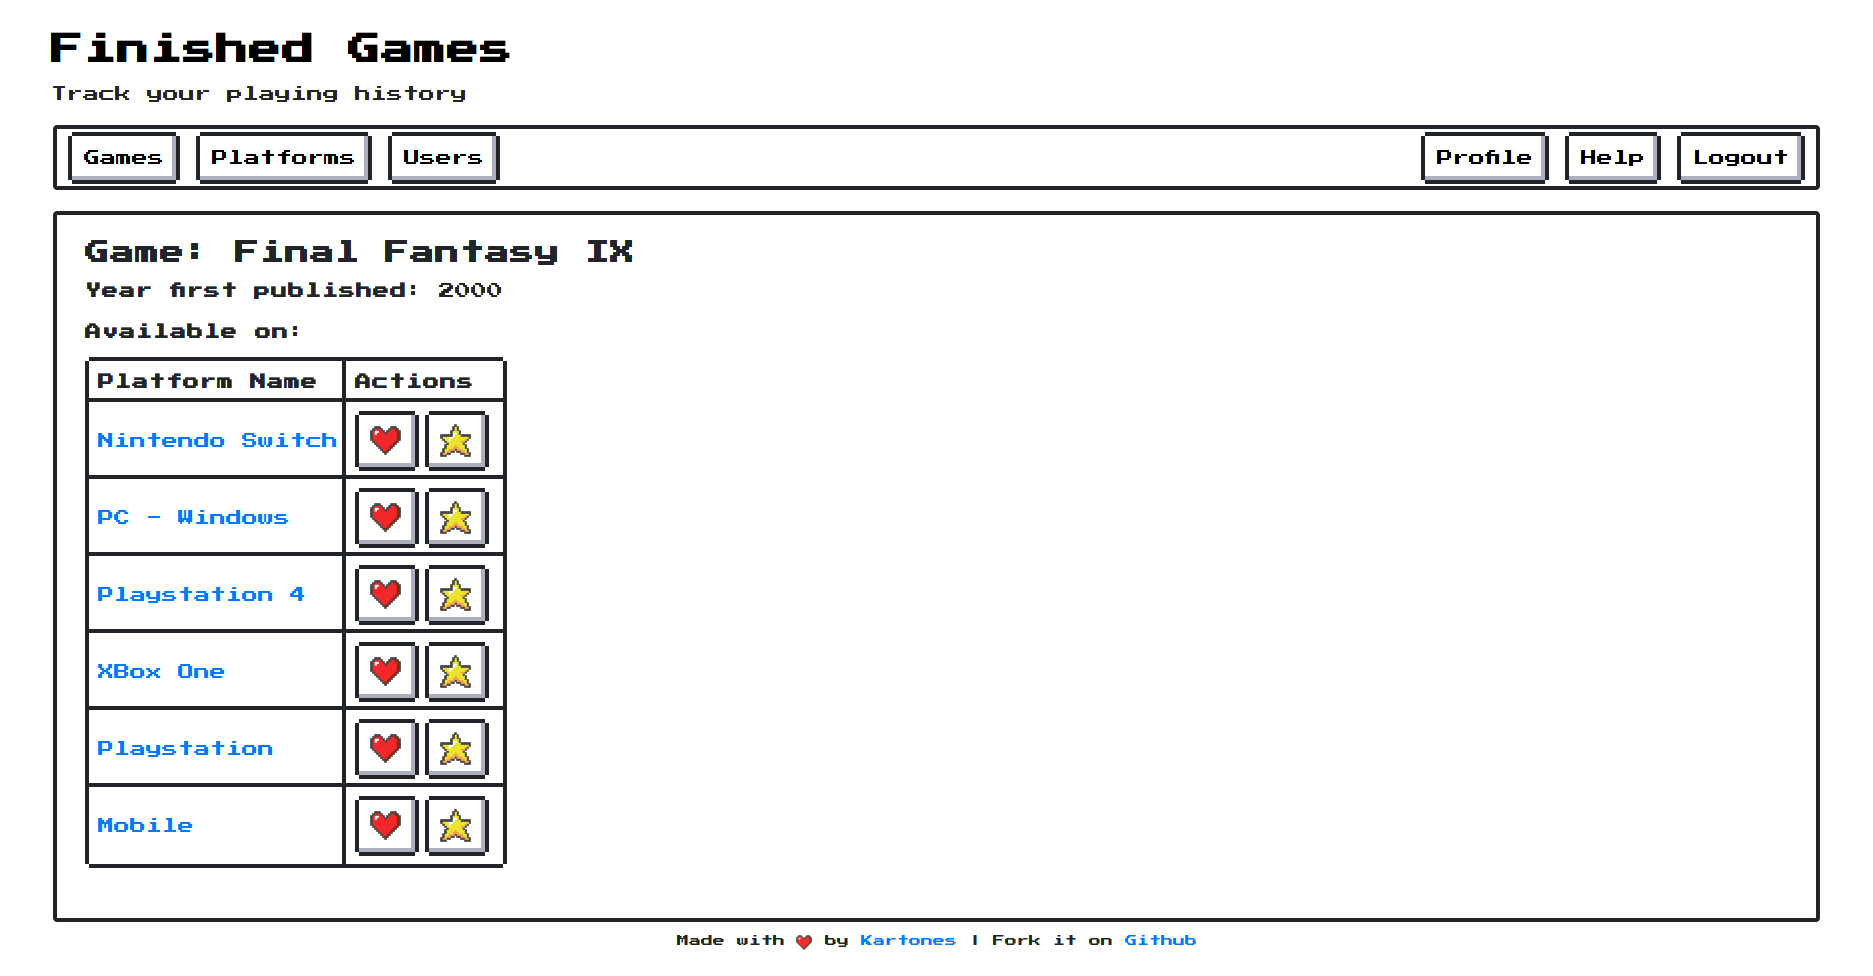 Finished Games
Track your playing history
Games Platforms Users Profile Help Logout
Game: Final Fantasy IX
Year first published: 2000
Available on:
Platform Name Actions
Nintendo Switch
PC - Windows
Playstation 4
XBox One
Playstation
Mobile
Made with ❤ by Kartones | Fork it on Github